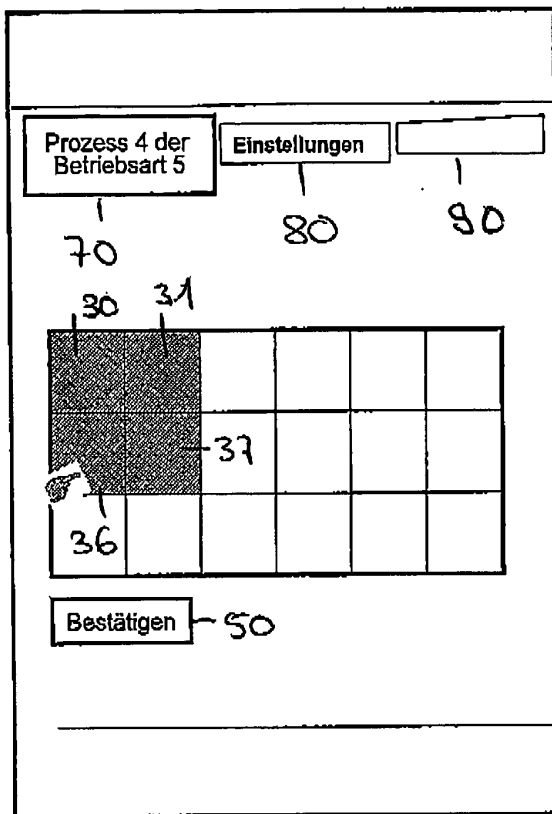 Prozess 4 der
Betriebsart 5
Einstellungen
70
80
90
30
31
37
36
Bestätigen
50